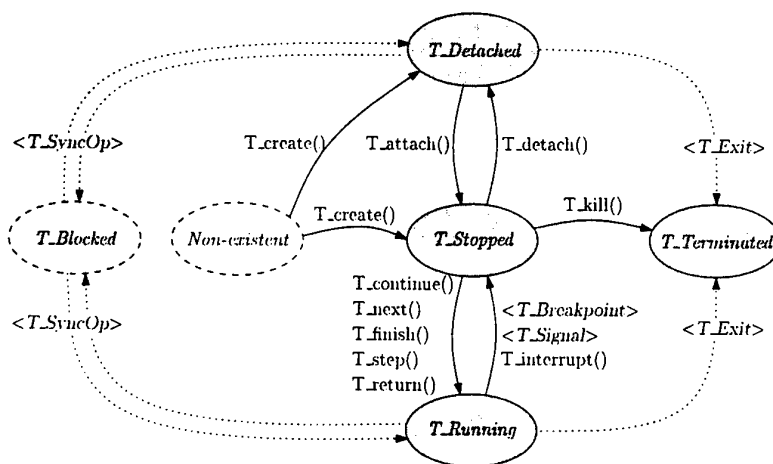 T_Detached
<T_SyncOp>
T_create()
T_attach()
T_detach()
<T_Exit>
T_Blocked
Non-existent
T_create()
T_Stopped
T_kill()
T_Terminated
<T_SyncOp>
T_continue()
T_next()
T_finish()
T_step()
T_return()
<T_Breakpoint>
<T_Signal>
T_interrupt()
<T_Exit>
T_Running